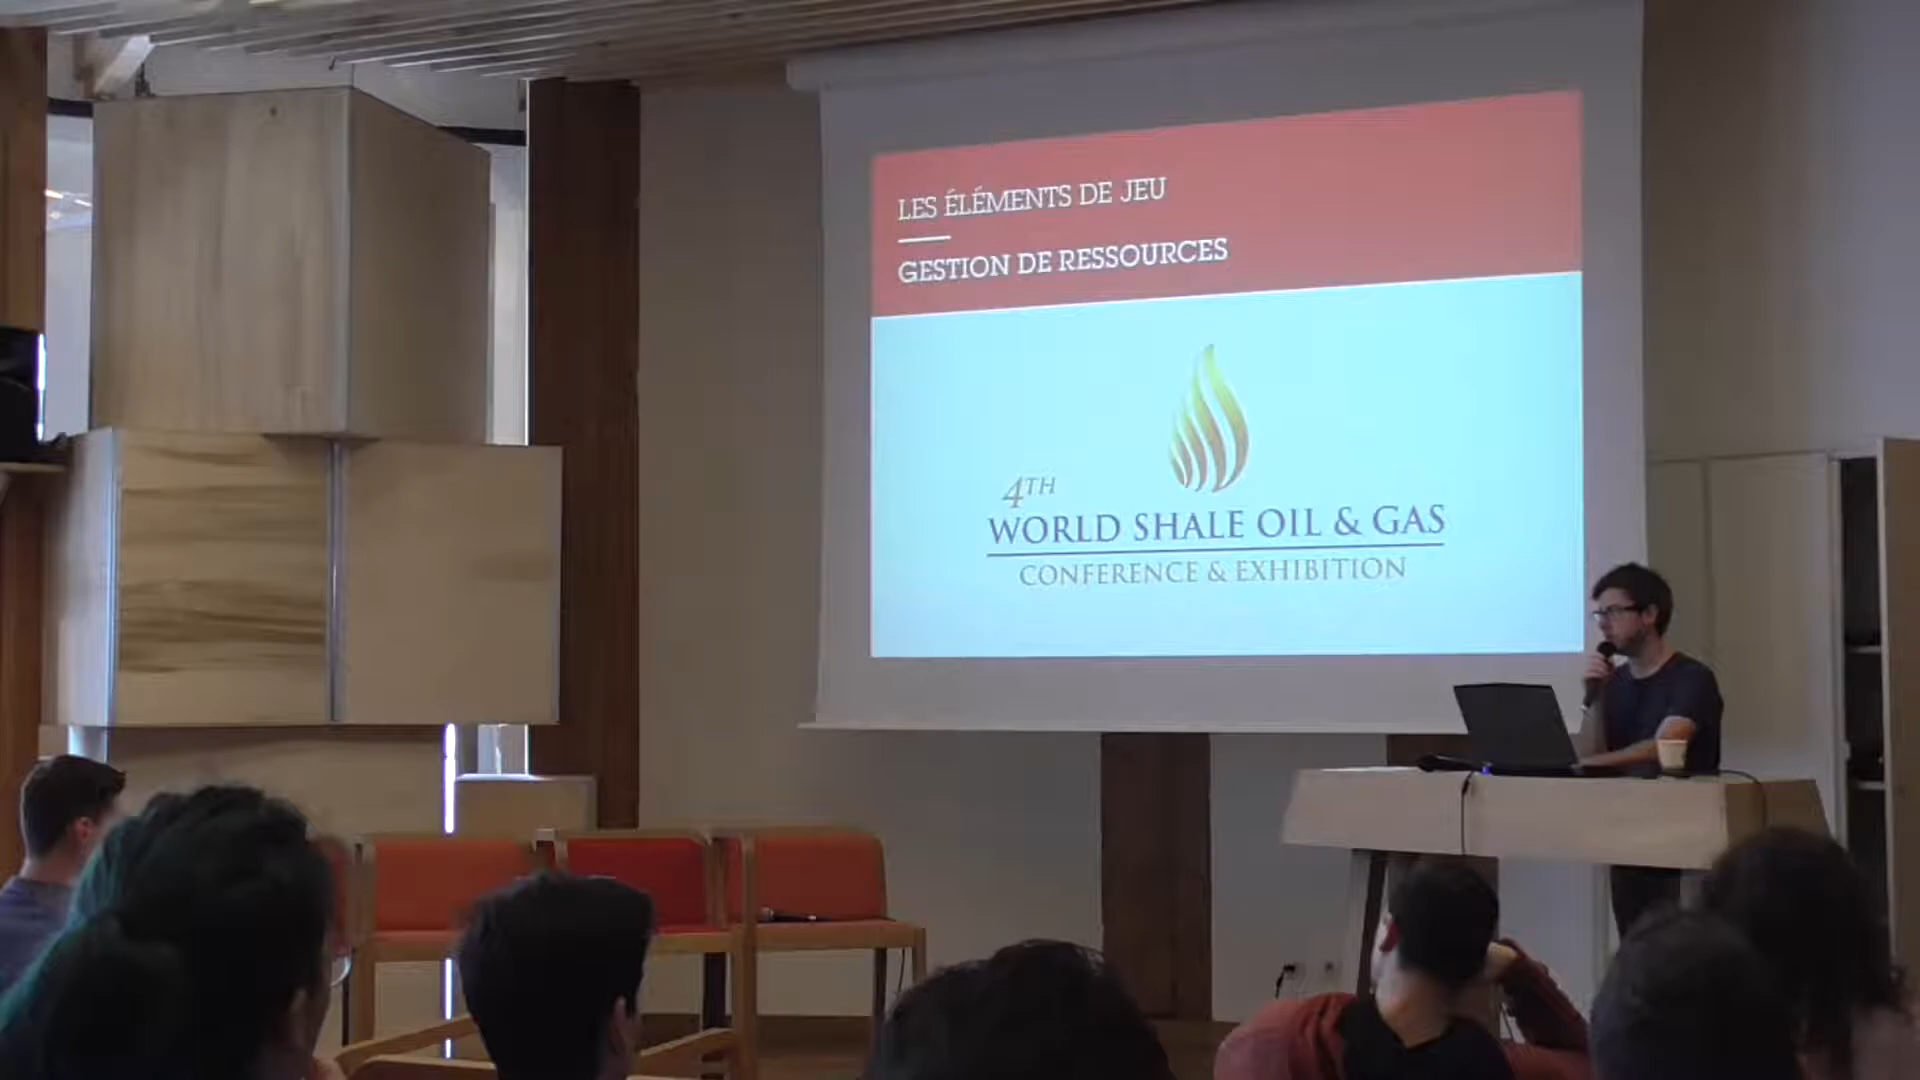 LES ÉLÉMENTS DE JEU
GESTION DE RESSOURCES
4TH
WORLD SHALE OIL & GAS
CONFERENCE & EXHIBITION